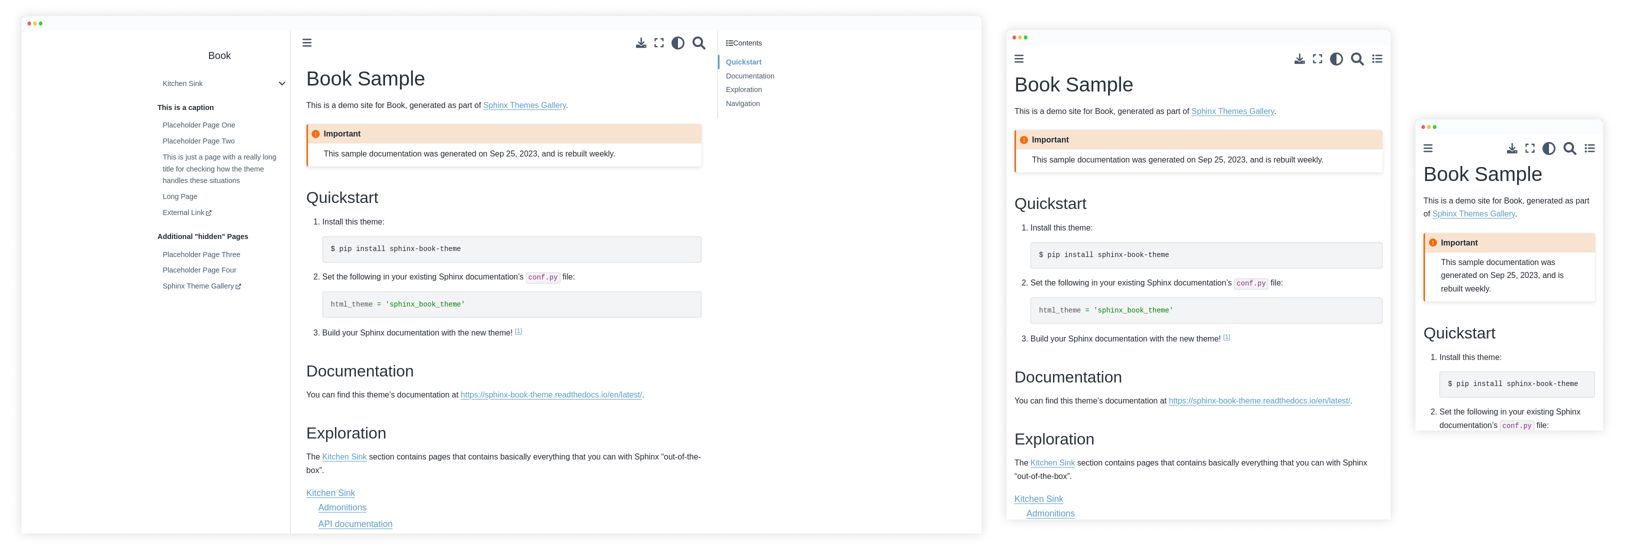 Book
Kitchen Sink
This is a caption
Placeholder Page One
Placeholder Page Two
This is just a page with a really long
title for checking how the theme
handles these situations
Long Page
External Link
Additional "hidden" Pages
Placeholder Page Three
Placeholder Page Four
Sphinx Theme Gallery
Book Sample
This is a demo site for Book, generated as part of Sphinx Themes Gallery.
Important
This sample documentation was generated on Sep 25, 2023, and is rebuilt weekly.
Quickstart
1. Install this theme:
$ pip install sphinx-book-theme
2. Set the following in your existing Sphinx documentation’s conf.py file:
html_theme = 'sphinx_book_theme'
3. Build your Sphinx documentation with the new theme! [1]
Documentation
You can find this theme’s documentation at https://sphinx-book-theme.readthedocs.io/en/latest/.
Exploration
The Kitchen Sink section contains pages that contains basically everything that you can with Sphinx “out-of-the-
box”.
Kitchen Sink
Admonitions
API documentation
Contents
Quickstart
Documentation
Exploration
Navigation
Book Sample
This is a demo site for Book, generated as part of Sphinx Themes Gallery.
Important
This sample documentation was generated on Sep 25, 2023, and is rebuilt weekly.
Quickstart
1. Install this theme:
$ pip install sphinx-book-theme
2. Set the following in your existing Sphinx documentation’s conf.py file:
html_theme = 'sphinx_book_theme'
3. Build your Sphinx documentation with the new theme! [1]
Documentation
You can find this theme’s documentation at https://sphinx-book-theme.readthedocs.io/en/latest/.
Exploration
The Kitchen Sink section contains pages that contains basically everything that you can with Sphinx
“out-of-the-box”.
Kitchen Sink
Admonitions
Book Sample
This is a demo site for Book, generated as part
of Sphinx Themes Gallery.
Important
This sample documentation was
generated on Sep 25, 2023, and is
rebuilt weekly.
Quickstart
1. Install this theme:
$ pip install sphinx-book-theme
2. Set the following in your existing Sphinx
documentation’s conf.py file: